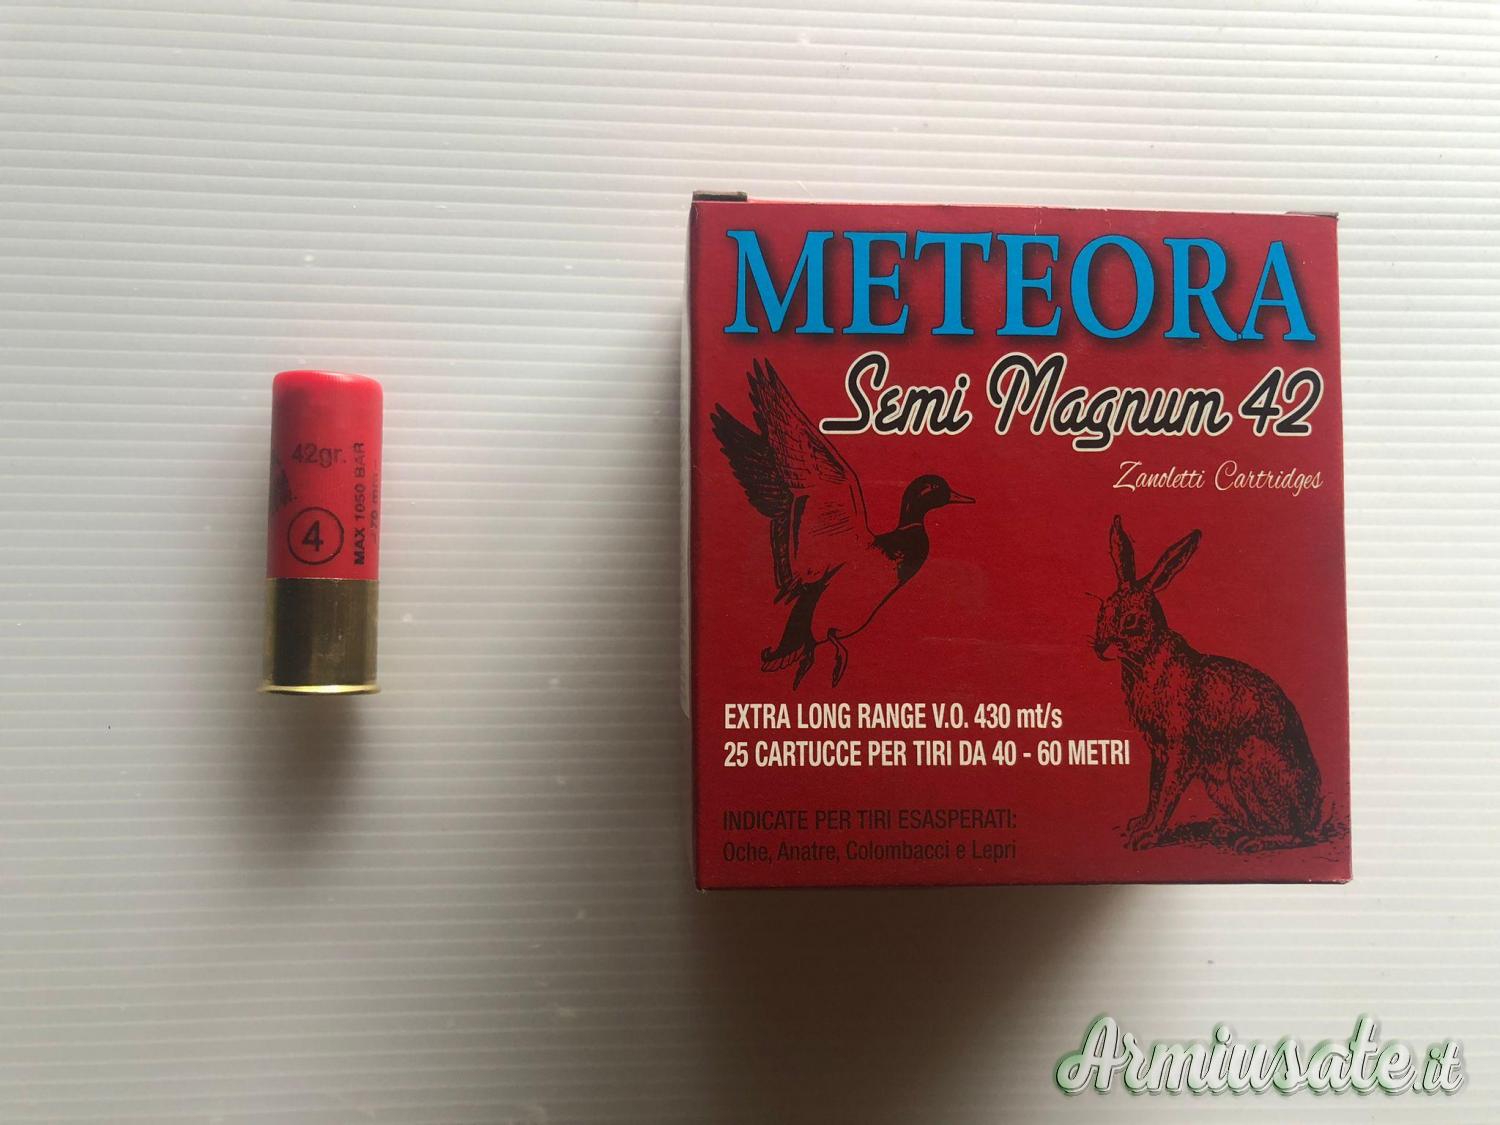 METEORA
Semi Magnum 42
Zanoletti Cartridges
EXTRA LONG RANGE V.O. 430 mt/s
25 CARTUCCE PER TIRI DA 40 - 60 METRI
INDICATE PER TIRI ESASPERATI:
Oche, Anatre, Colombacci e Lepri
42gr.
4
MAX 1050 BAR
Armiusate.it